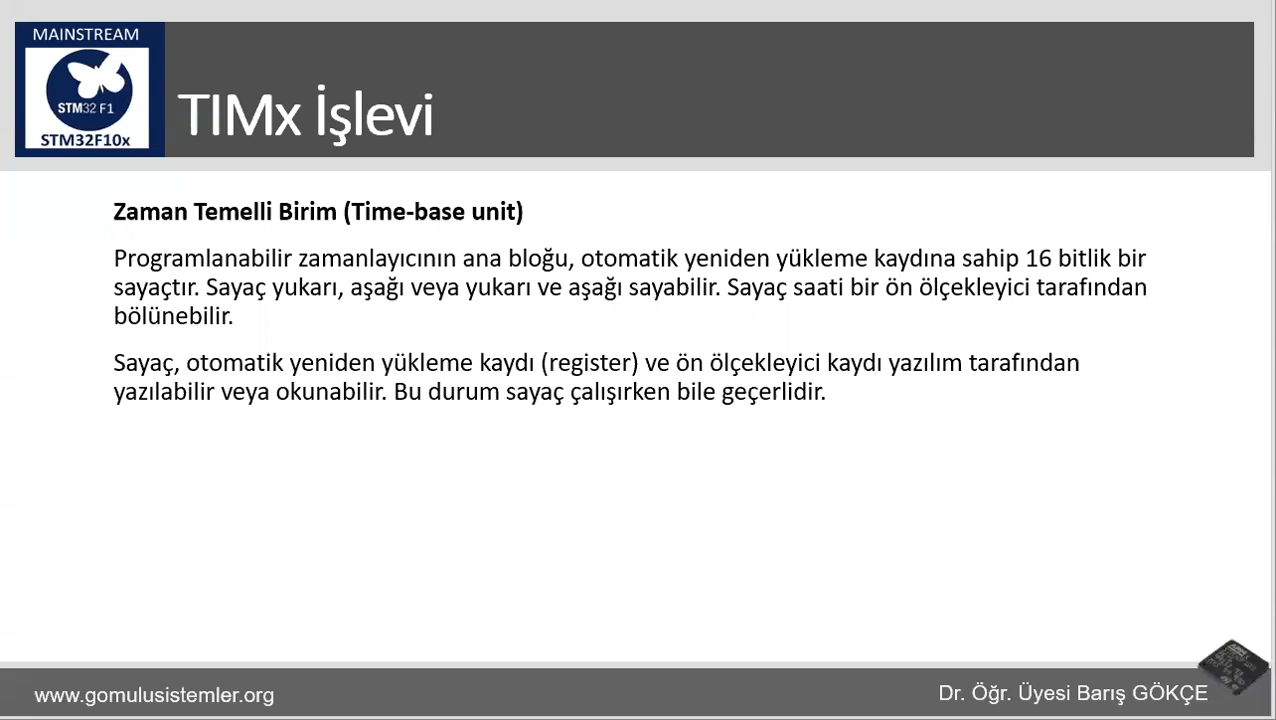 MAINSTREAM
STM32 F1
STM32F10x
TIMx İşlevi
Zaman Temelli Birim (Time-base unit)
Programlanabilir zamanlayıcının ana bloğu, otomatik yeniden yükleme kaydına sahip 16 bitlik bir
sayaçtır. Sayaç yukarı, aşağı veya yukarı ve aşağı sayabilir. Sayaç saati bir ön ölçekleyici tarafından
bölünebilir.
Sayaç, otomatik yeniden yükleme kaydı (register) ve ön ölçekleyici kaydı yazılım tarafından
yazılabilir veya okunabilir. Bu durum sayaç çalışırken bile geçerlidir.
www.gomulusistemler.org
Dr. Öğr. Üyesi Barış GÖKÇE